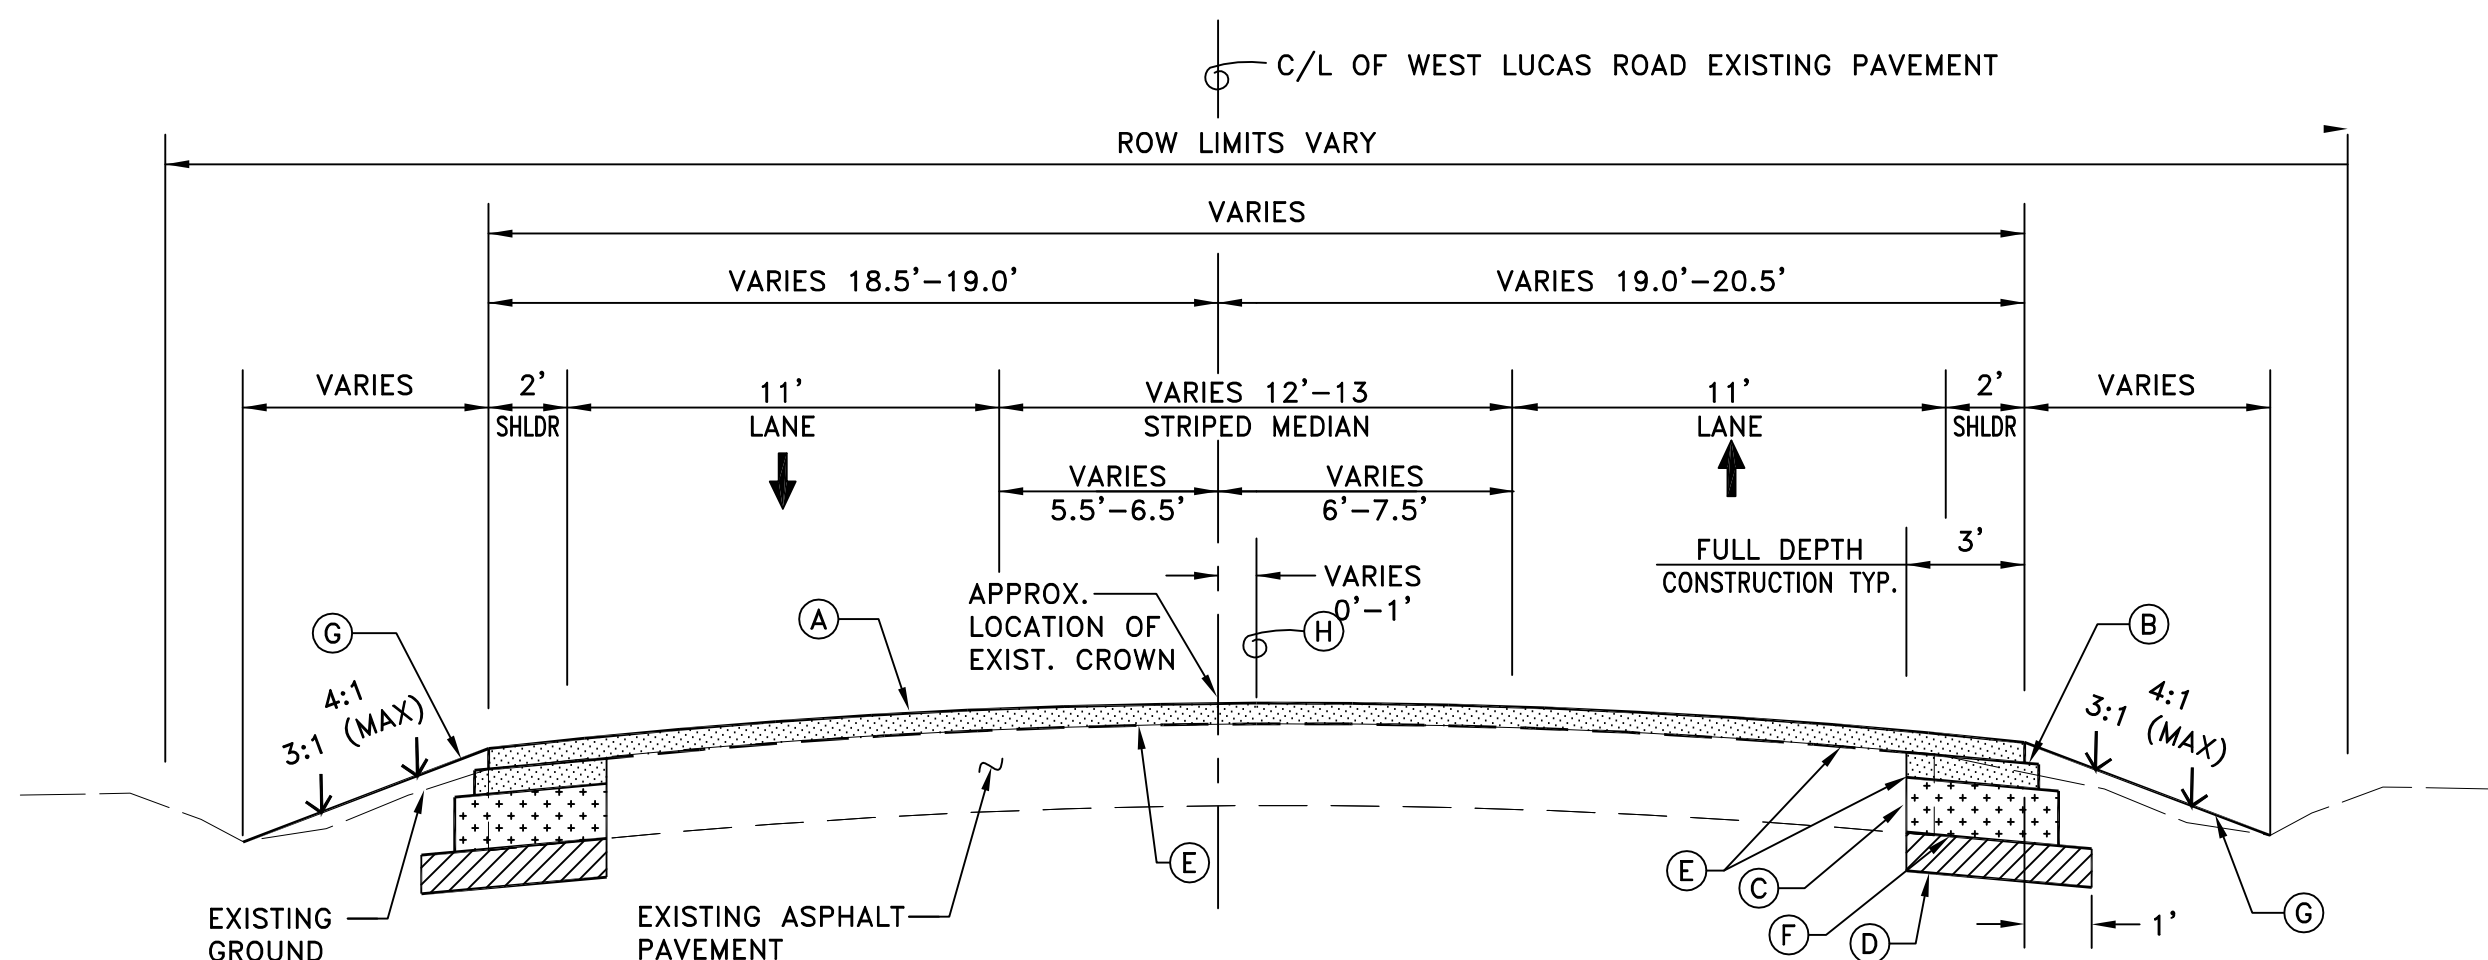 C/L OF WEST LUCAS ROAD EXISTING PAVEMENT
ROW LIMITS VARY
VARIES
VARIES 18.5'-19.0'
VARIES 19.0'-20.5'
VARIES
2'
SHLDR
11'
LANE
VARIES 12'-13
STRIPED MEDIAN
11'
LANE
2'
SHLDR
VARIES
VARIES
5.5'-6.5'
VARIES
6'-7.5'
FULL DEPTH
CONSTRUCTION TYP.
3'
VARIES
0'-1'
APPROX.
LOCATION OF
EXIST. CROWN
H
G
A
B
4:1
(MAX)
3:1
3:1
4:1
(MAX)
E
E
C
F
D
G
1'
EXISTING
GROUND
EXISTING ASPHALT
PAVEMENT